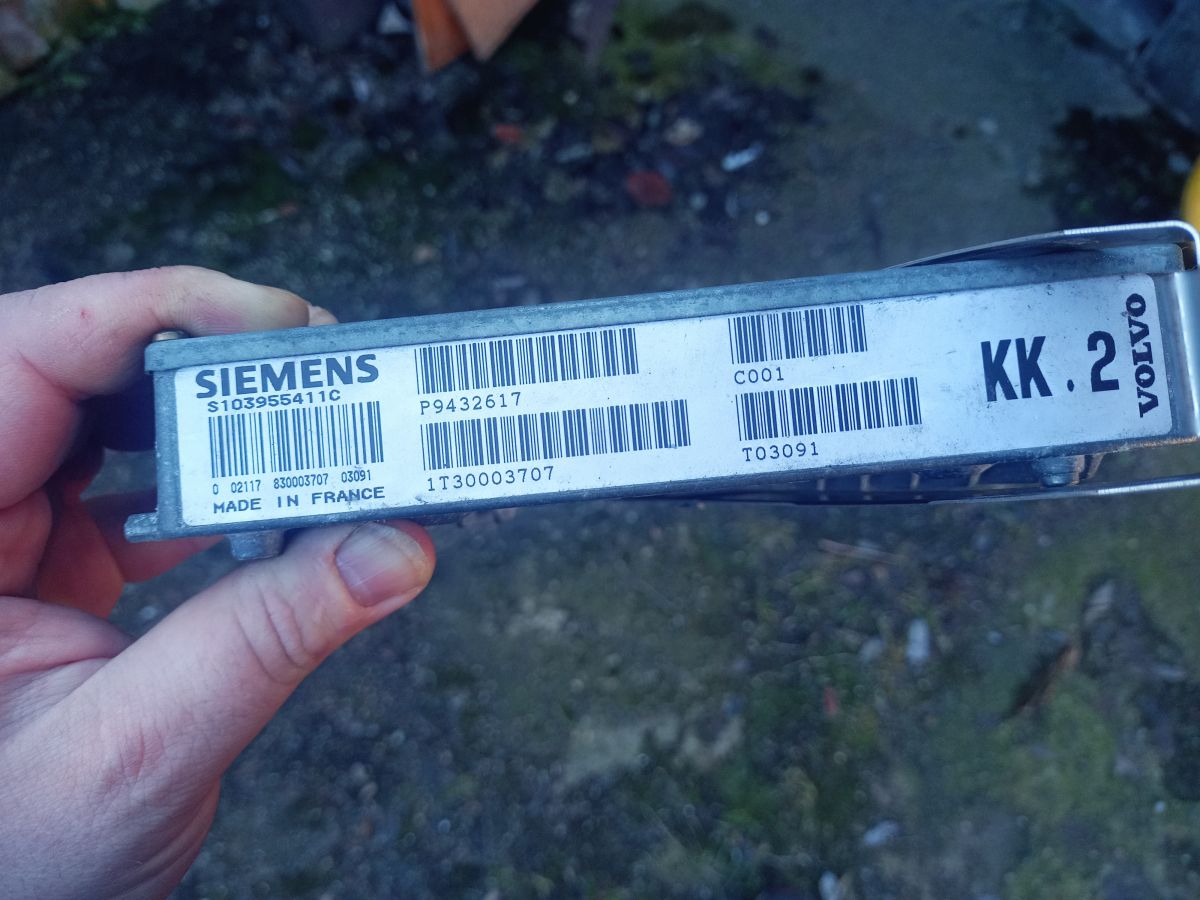 SIEMENS
S103955411C
0 02117 830003707 03091
MADE IN FRANCE
P9432617
1T30003707
C001
T03091
KK.2
VOLVO